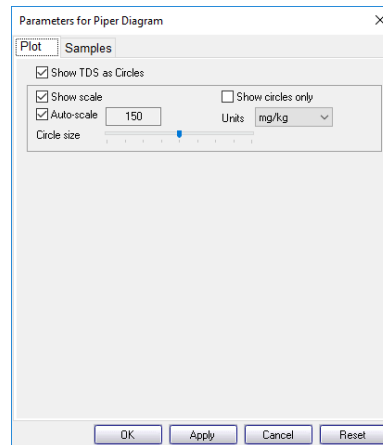 Parameters for Piper Diagram
Plot Samples
Show TDS as Circles
Show scale Show circles only
Auto-scale 150 Units mg/kg
Circle size
OK Apply Cancel Reset